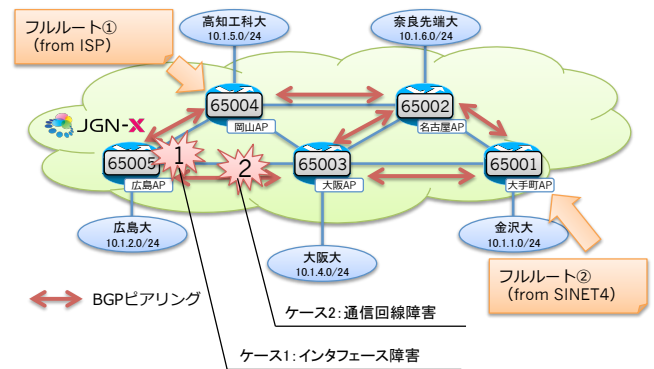 フルルート①
（from ISP）
高知工科大
10.1.5.0/24
奈良先端大
10.1.6.0/24
65004
岡山AP
65002
名古屋AP
JGN-X
65005
広島AP
1
2
65003
大阪AP
65001
大手町AP
広島大
10.1.2.0/24
大阪大
10.1.4.0/24
金沢大
10.1.1.0/24
フルルート②
（from SINET4）
BGPピアリング
ケース2：通信回線障害
ケース1：インタフェース障害